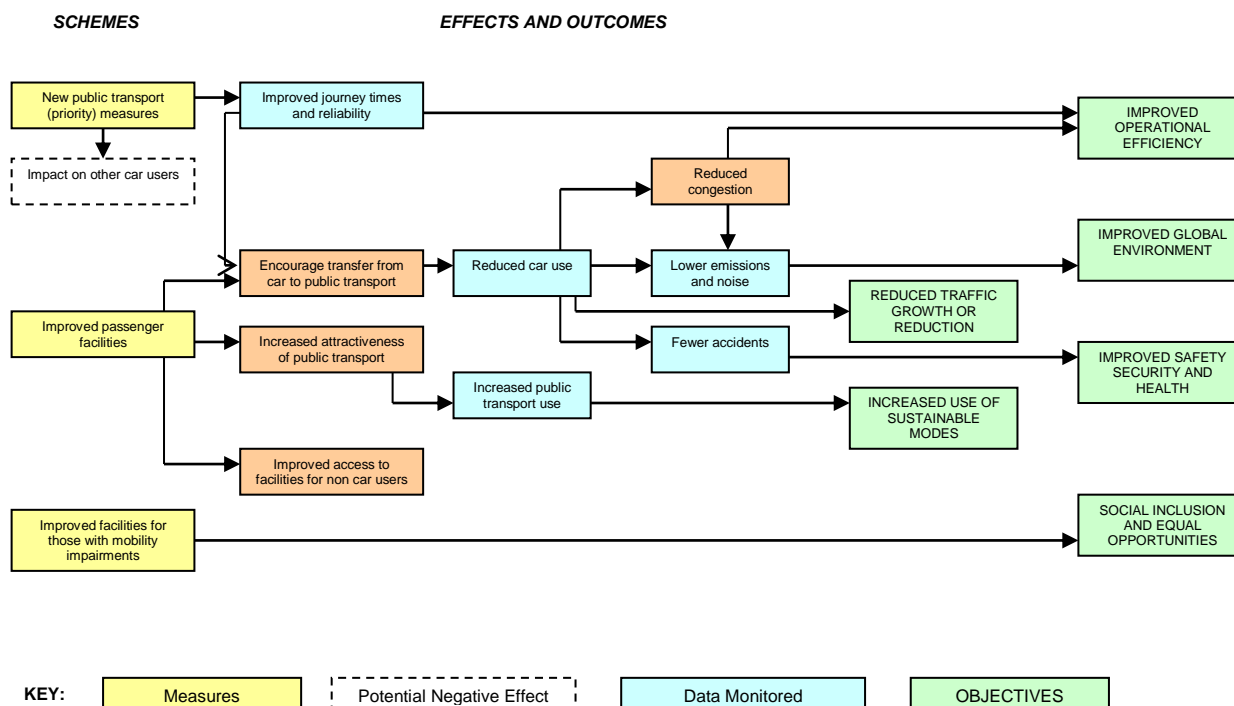 SCHEMES
EFFECTS AND OUTCOMES
New public transport
(priority) measures
Improved journey times
and reliability
IMPROVED
OPERATIONAL
EFFICIENCY
Impact on other car users
Reduced
congestion
Encourage transfer from
car to public transport
Reduced car use
Lower emissions
and noise
IMPROVED GLOBAL
ENVIRONMENT
REDUCED TRAFFIC
GROWTH OR
REDUCTION
Improved passenger
facilities
Increased attractiveness
of public transport
Fewer accidents
IMPROVED SAFETY
SECURITY AND
HEALTH
Increased public
transport use
INCREASED USE OF
SUSTAINABLE
MODES
Improved access to
facilities for non car users
Improved facilities for
those with mobility
impairments
SOCIAL INCLUSION
AND EQUAL
OPPORTUNITIES
KEY:
Measures
Potential Negative Effect
Data Monitored
OBJECTIVES